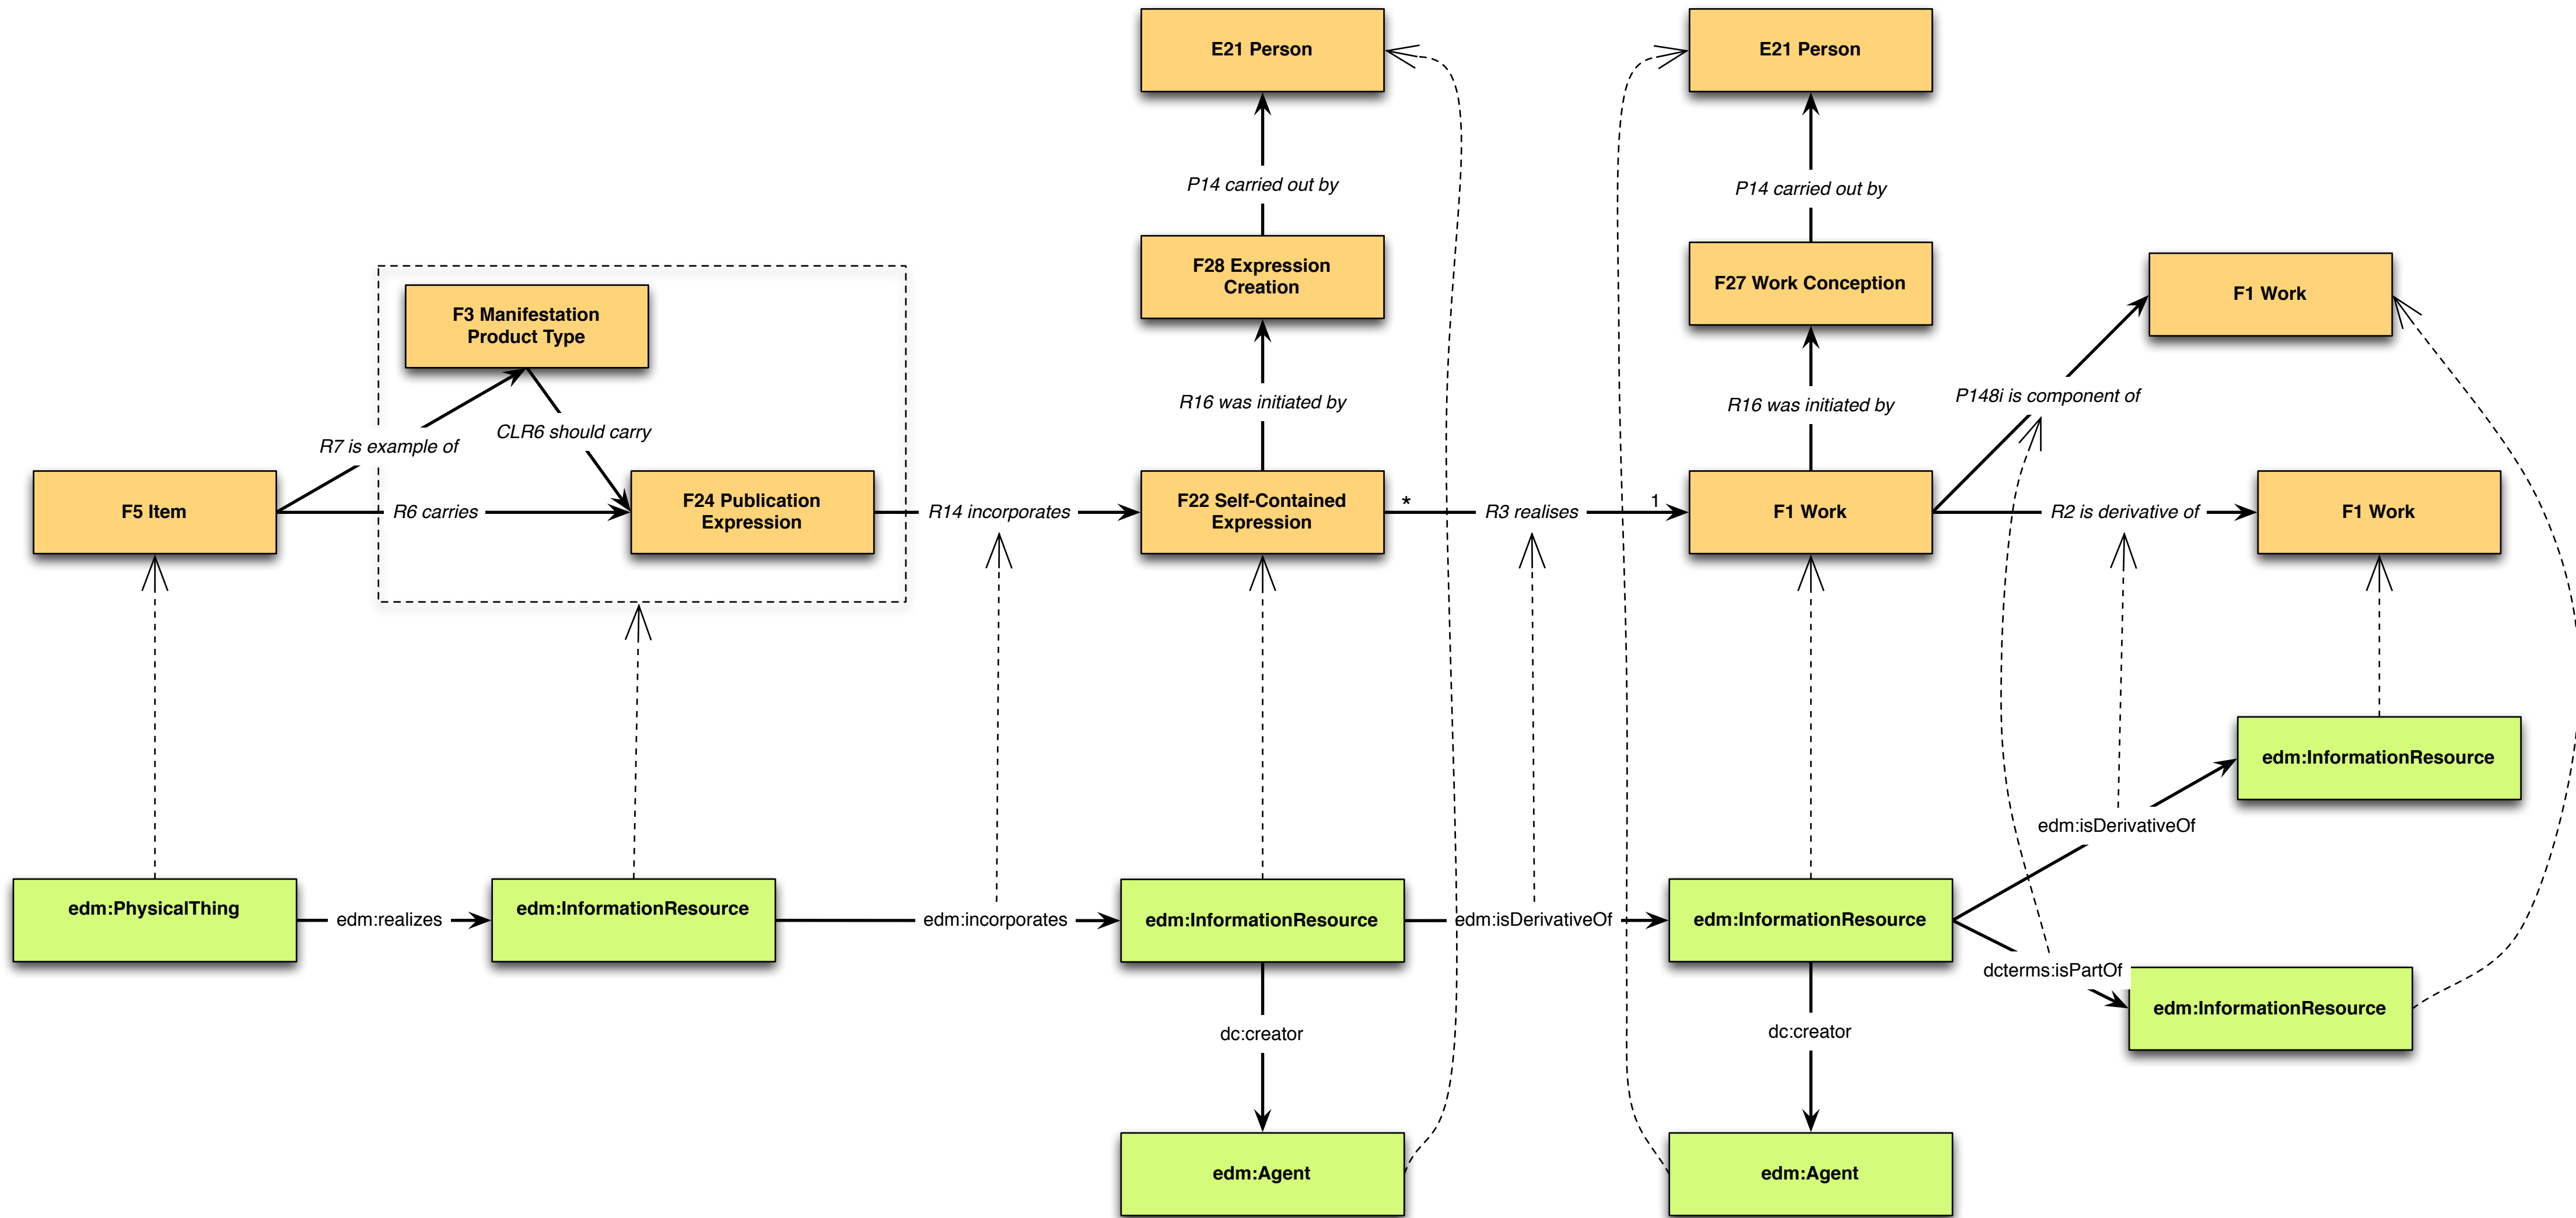 E21 Person
E21 Person
P14 carried out by
P14 carried out by
F28 Expression
Creation
F27 Work Conception
F1 Work
F3 Manifestation
Product Type
R16 was initiated by
R16 was initiated by
P148i is component of
R7 is example of
CLR6 should carry
F5 Item
R6 carries
F24 Publication
Expression
R14 incorporates
F22 Self-Contained
Expression
*
R3 realises
1
F1 Work
R2 is derivative of
F1 Work
edm:InformationResource
edm:isDerivativeOf
edm:PhysicalThing
edm:realizes
edm:InformationResource
edm:incorporates
edm:InformationResource
edm:isDerivativeOf
edm:InformationResource
dcterms:isPartOf
edm:InformationResource
dc:creator
dc:creator
edm:Agent
edm:Agent